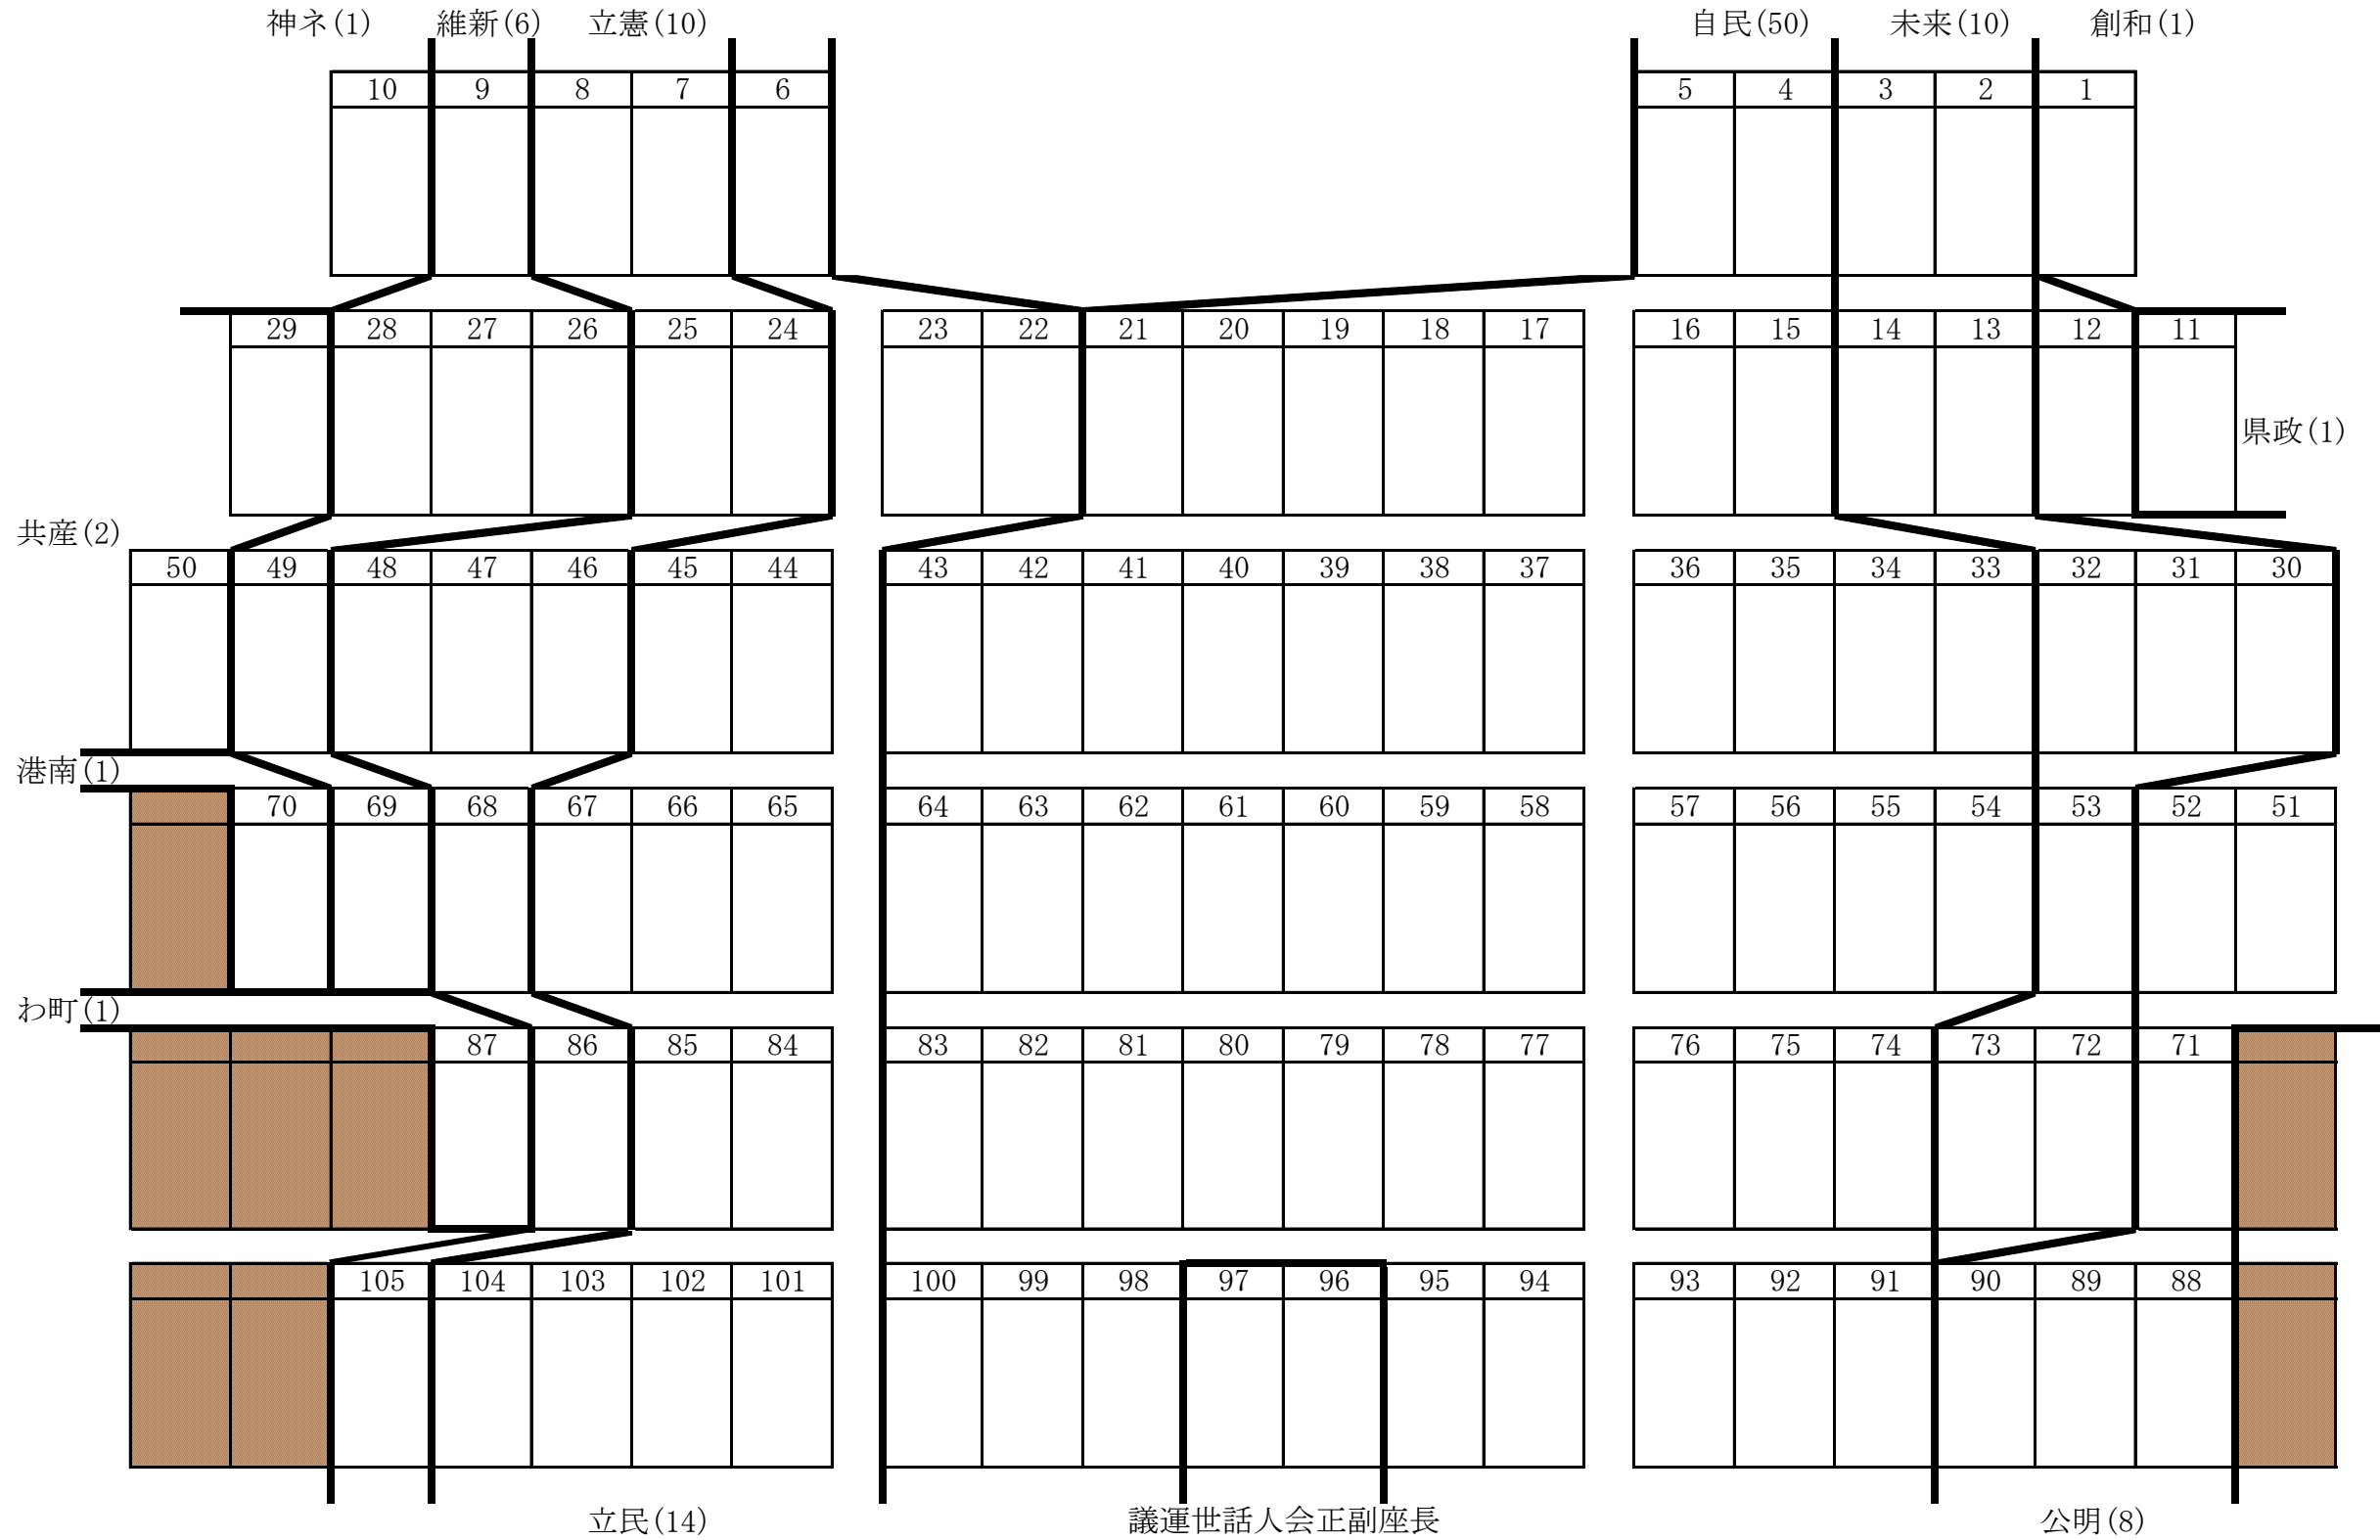 神ネ(1) 維新(6) 立憲(10) 自民(50) 未来(10) 創和(1)
10 9 8 7 6 5 4 3 2 1
29 28 27 26 25 24 23 22 21 20 19 18 17 16 15 14 13 12 11
県政(1)
共産(2)
50 49 48 47 46 45 44 43 42 41 40 39 38 37 36 35 34 33 32 31 30
港南(1)
70 69 68 67 66 65 64 63 62 61 60 59 58 57 56 55 54 53 52 51
わ町(1)
87 86 85 84 83 82 81 80 79 78 77 76 75 74 73 72 71
105 104 103 102 101 100 99 98 97 96 95 94 93 92 91 90 89 88
立民(14) 議運世話人会正副座長 公明(8)